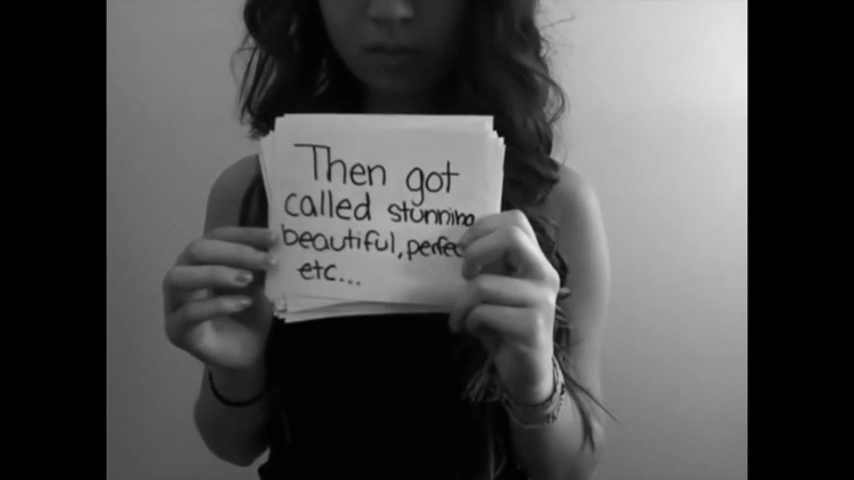 Then got
called stunning
beautiful, perfec
etc...